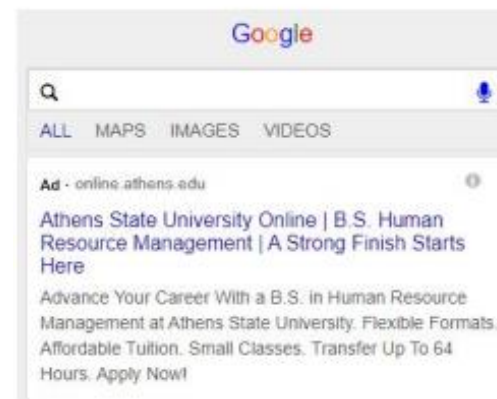 Google
ALL MAPS IMAGES VIDEOS
Ad · online.athens.edu
Athens State University Online | B.S. Human
Resource Management | A Strong Finish Starts
Here
Advance Your Career With a B.S. in Human Resource
Management at Athens State University. Flexible Formats.
Affordable Tuition. Small Classes. Transfer Up To 64
Hours. Apply Now!